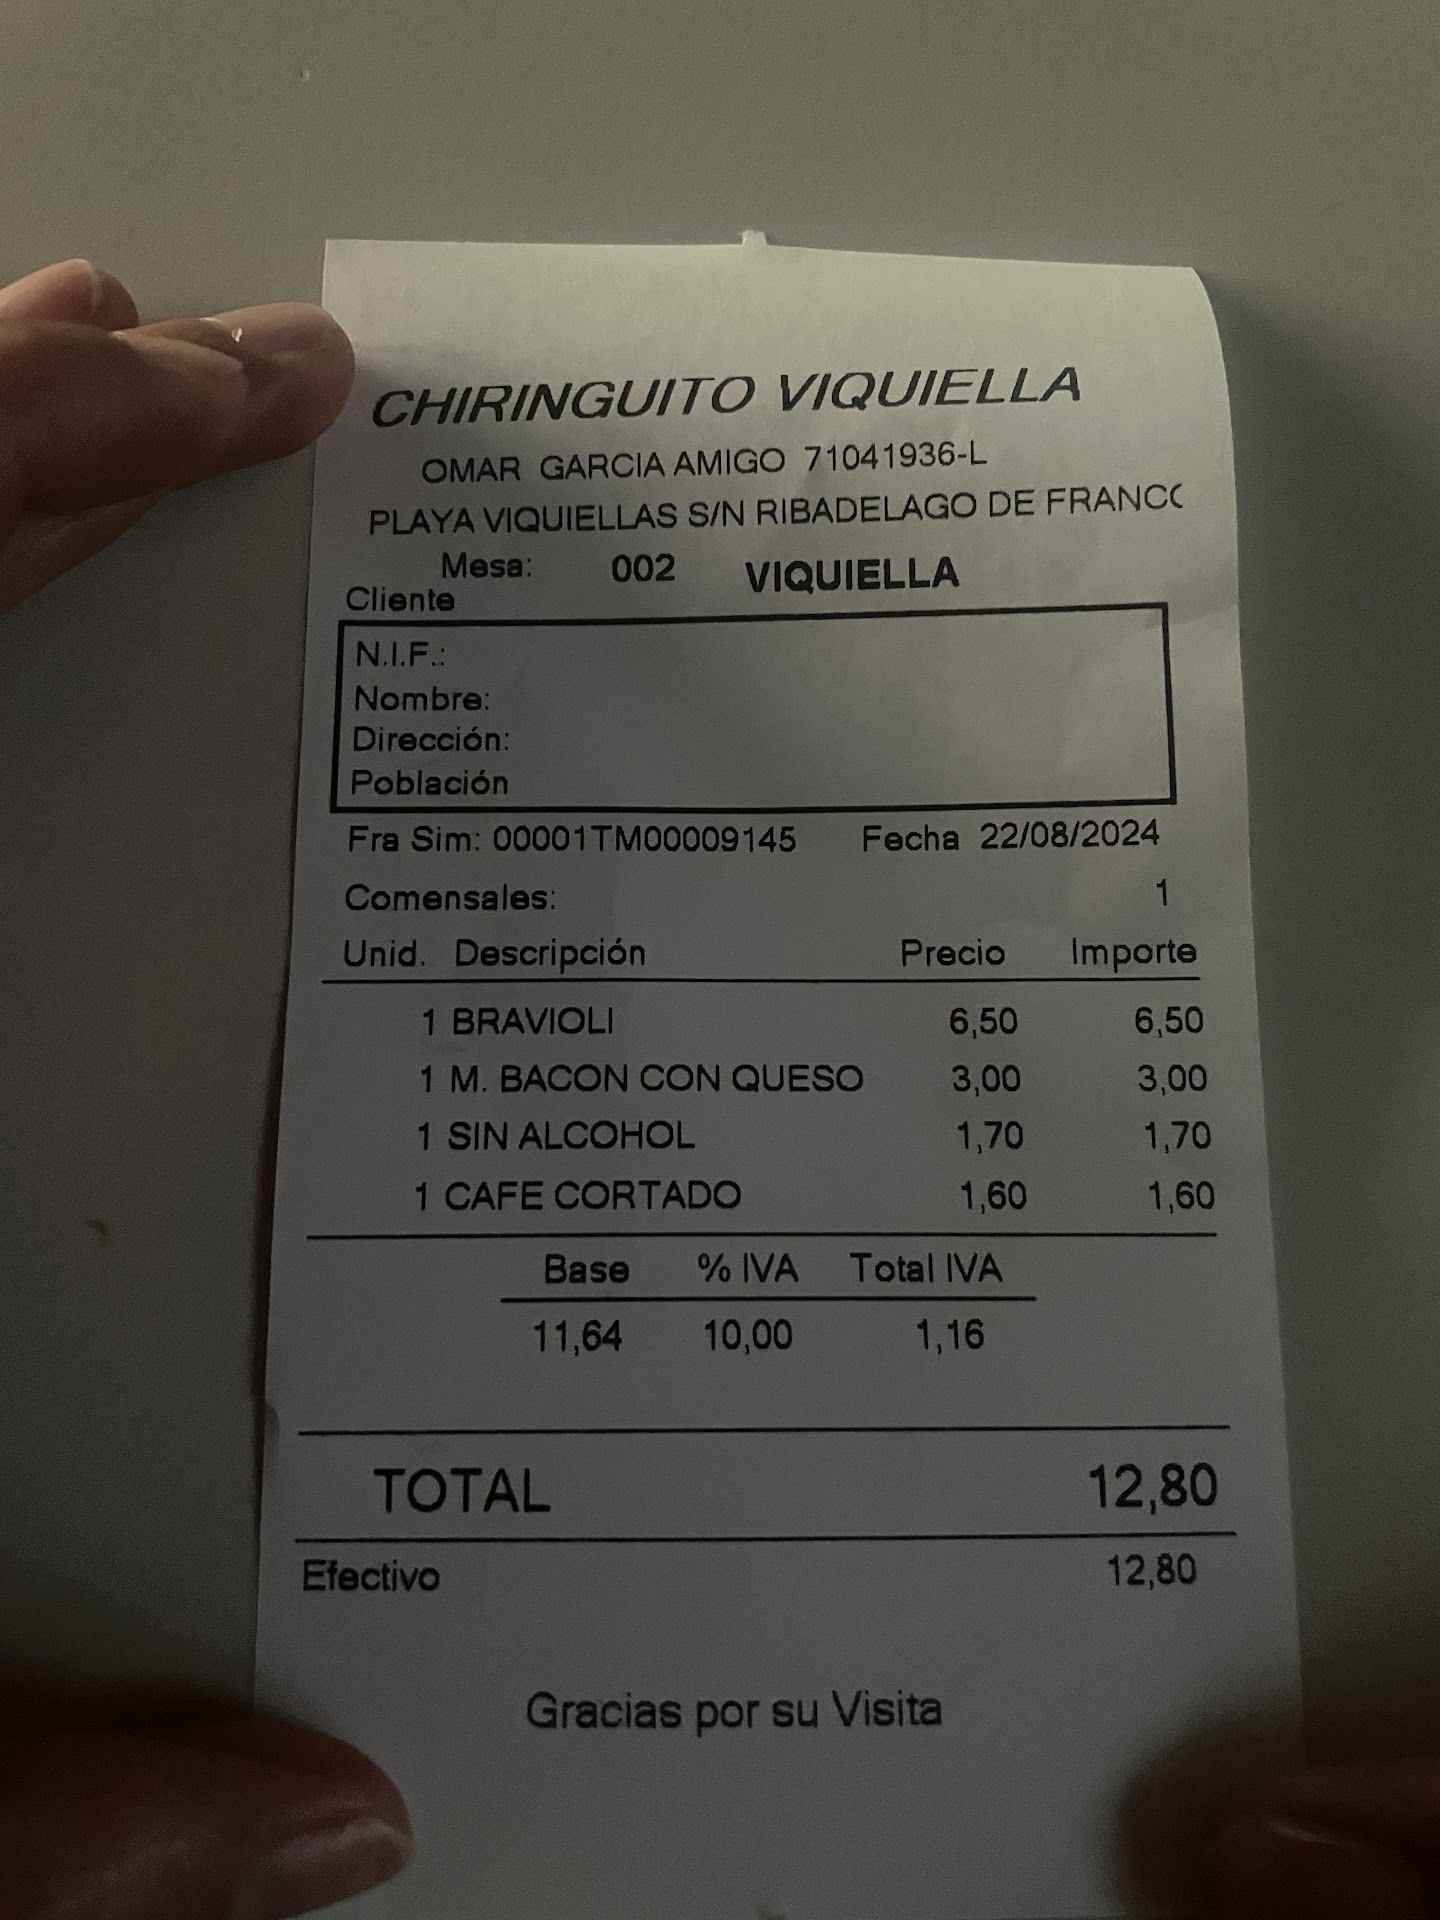 CHIRINGUITO VIQUIELLA
OMAR GARCIA AMIGO 71041936-L
PLAYA VIQUIELLAS S/N RIBADELAGO DE FRANCO
Mesa: 002 VIQUIELLA
Cliente
N.I.F.:
Nombre:
Dirección:
Población
Fra Sim: 00001TM00009145 Fecha 22/08/2024
Comensales: 1
Unid. Descripción Precio Importe
1 BRAVIOLI 6,50 6,50
1 M. BACON CON QUESO 3,00 3,00
1 SIN ALCOHOL 1,70 1,70
1 CAFE CORTADO 1,60 1,60
Base % IVA Total IVA
11,64 10,00 1,16
TOTAL 12,80
Efectivo 12,80
Gracias por su Visita